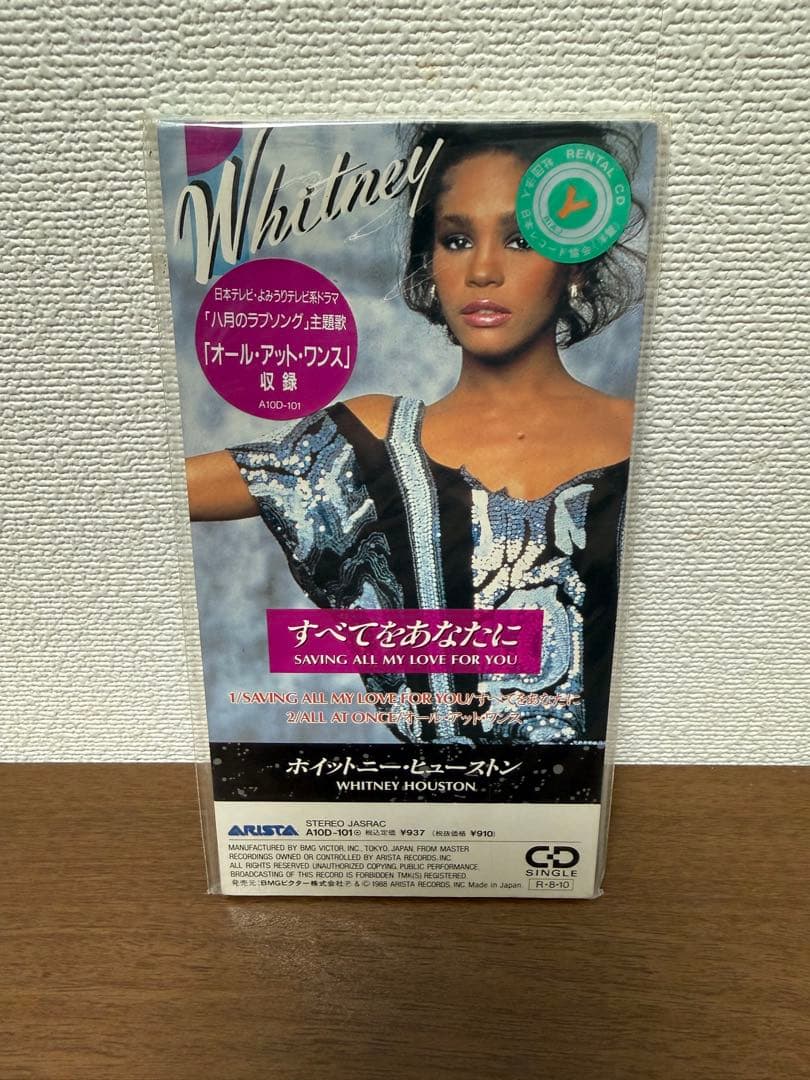 Whitney
RENTAL CD
日本テレビ・よみうりテレビ系ドラマ
「八月のラブソング」主題歌
「オール・アット・ワンス」
収録
A10D-101
すべてをあなたに
SAVING ALL MY LOVE FOR YOU
1/SAVING ALL MY LOVE FOR YOU/すべてをあなたに
2/ALL AT ONCE/オール・アット・ワンス
ホイットニー・ヒューストン
WHITNEY HOUSTON
ARISTA
STEREO JASRAC
A10D-101 税込定価 ¥937 (税抜価格 ¥910)
MANUFACTURED BY BMG VICTOR, INC., TOKYO, JAPAN. FROM MASTER
RECORDINGS OWNED OR CONTROLLED BY ARISTA RECORDS, INC.
ALL RIGHTS RESERVED. UNAUTHORIZED COPYING, PUBLIC PERFORMANCE,
BROADCASTING OF THIS RECORD IS FORBIDDEN TMK(S) REGISTERED.
発売元：BMGビクター株式会社 ℗ & © 1988 ARISTA RECORDS, INC. Made in Japan.
CD
SINGLE
R・8・10